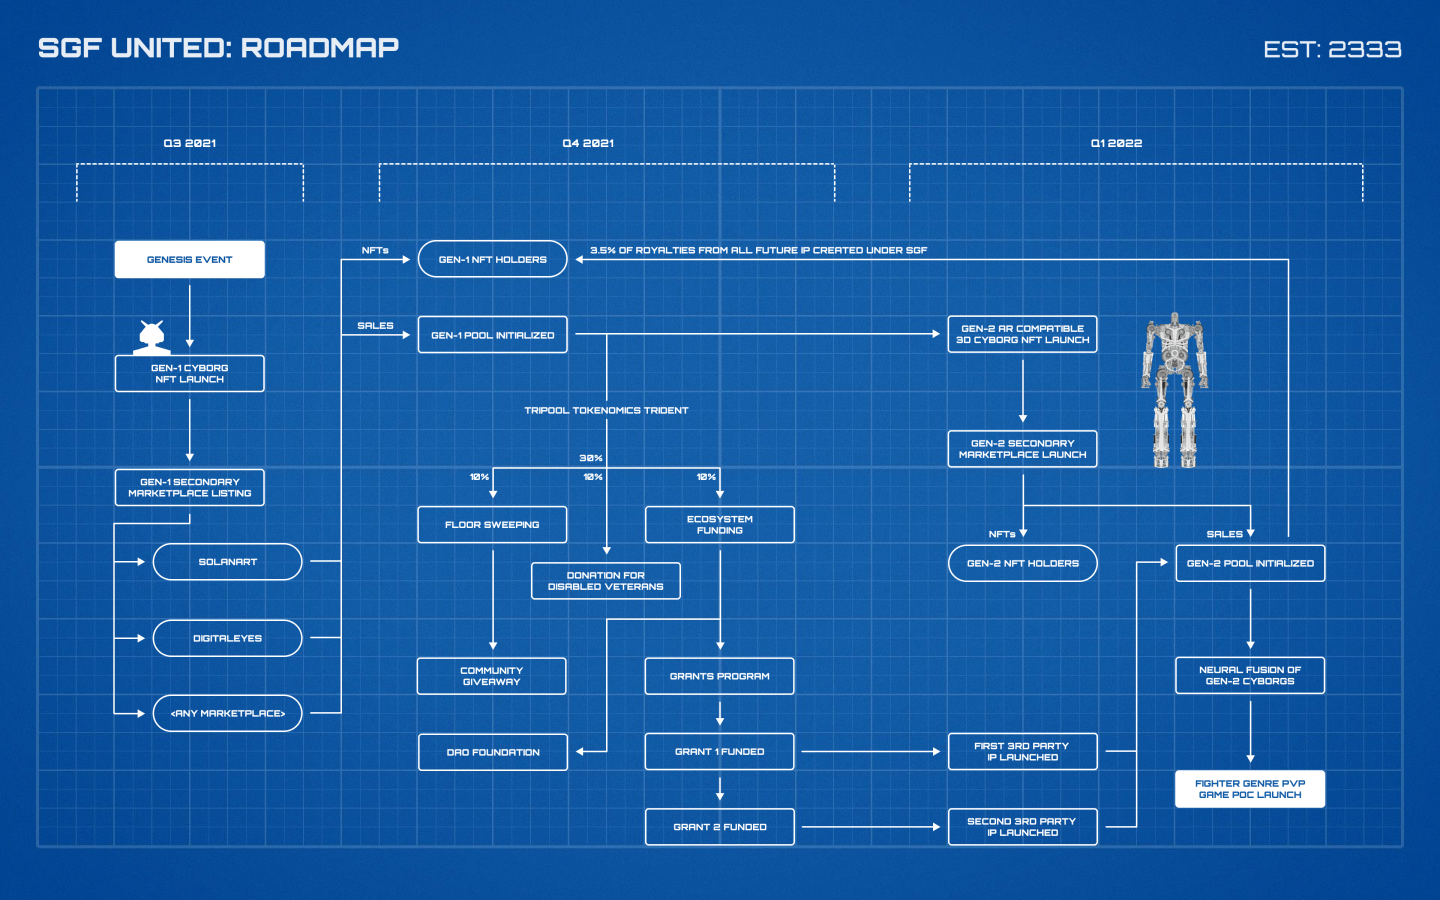 SGF UNITED: ROADMAP
EST: 2333
Q3 2021
Q4 2021
Q1 2022
GENESIS EVENT
GEN-1 CYBORG
NFT LAUNCH
GEN-1 SECONDARY
MARKETPLACE LISTING
SOLANART
DIGITALEYES
<ANY MARKETPLACE>
NFTs
GEN-1 NFT HOLDERS
3.5% OF ROYALTIES FROM ALL FUTURE IP CREATED UNDER SGF
SALES
GEN-1 POOL INITIALIZED
TRIPOOL TOKENOMICS TRIDENT
30%
10%
10%
10%
FLOOR SWEEPING
ECOSYSTEM
FUNDING
DONATION FOR
DISABLED VETERANS
COMMUNITY
GIVEAWAY
GRANTS PROGRAM
DAO FOUNDATION
GRANT 1 FUNDED
GRANT 2 FUNDED
GEN-2 AR COMPATIBLE
3D CYBORG NFT LAUNCH
GEN-2 SECONDARY
MARKETPLACE LAUNCH
NFTs
SALES
GEN-2 NFT HOLDERS
GEN-2 POOL INITIALIZED
NEURAL FUSION OF
GEN-2 CYBORGS
FIRST 3RD PARTY
IP LAUNCHED
FIGHTER GENRE PVP
GAME POC LAUNCH
SECOND 3RD PARTY
IP LAUNCHED